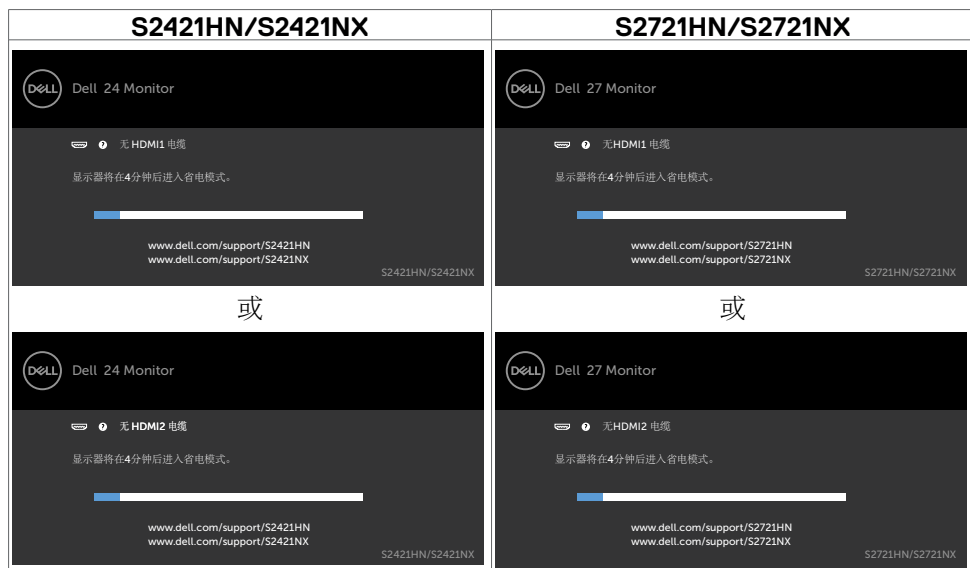 S2421HN/S2421NX
S2721HN/S2721NX
DELL Dell 24 Monitor
? 无 HDMI1 电缆
显示器将在4分钟后进入省电模式。
www.dell.com/support/S2421HN
www.dell.com/support/S2421NX
S2421HN/S2421NX
DELL Dell 27 Monitor
? 无HDMI1 电缆
显示器将在4分钟后进入省电模式。
www.dell.com/support/S2721HN
www.dell.com/support/S2721NX
S2721HN/S2721NX
或
或
DELL Dell 24 Monitor
? 无 HDMI2 电缆
显示器将在4分钟后进入省电模式。
www.dell.com/support/S2421HN
www.dell.com/support/S2421NX
S2421HN/S2421NX
DELL Dell 27 Monitor
? 无HDMI2 电缆
显示器将在4分钟后进入省电模式。
www.dell.com/support/S2721HN
www.dell.com/support/S2721NX
S2721HN/S2721NX